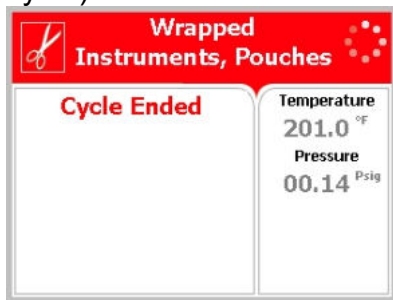 Wrapped
Instruments, Pouches
Cycle Ended
Temperature
201.0 °F
Pressure
00.14 Psig